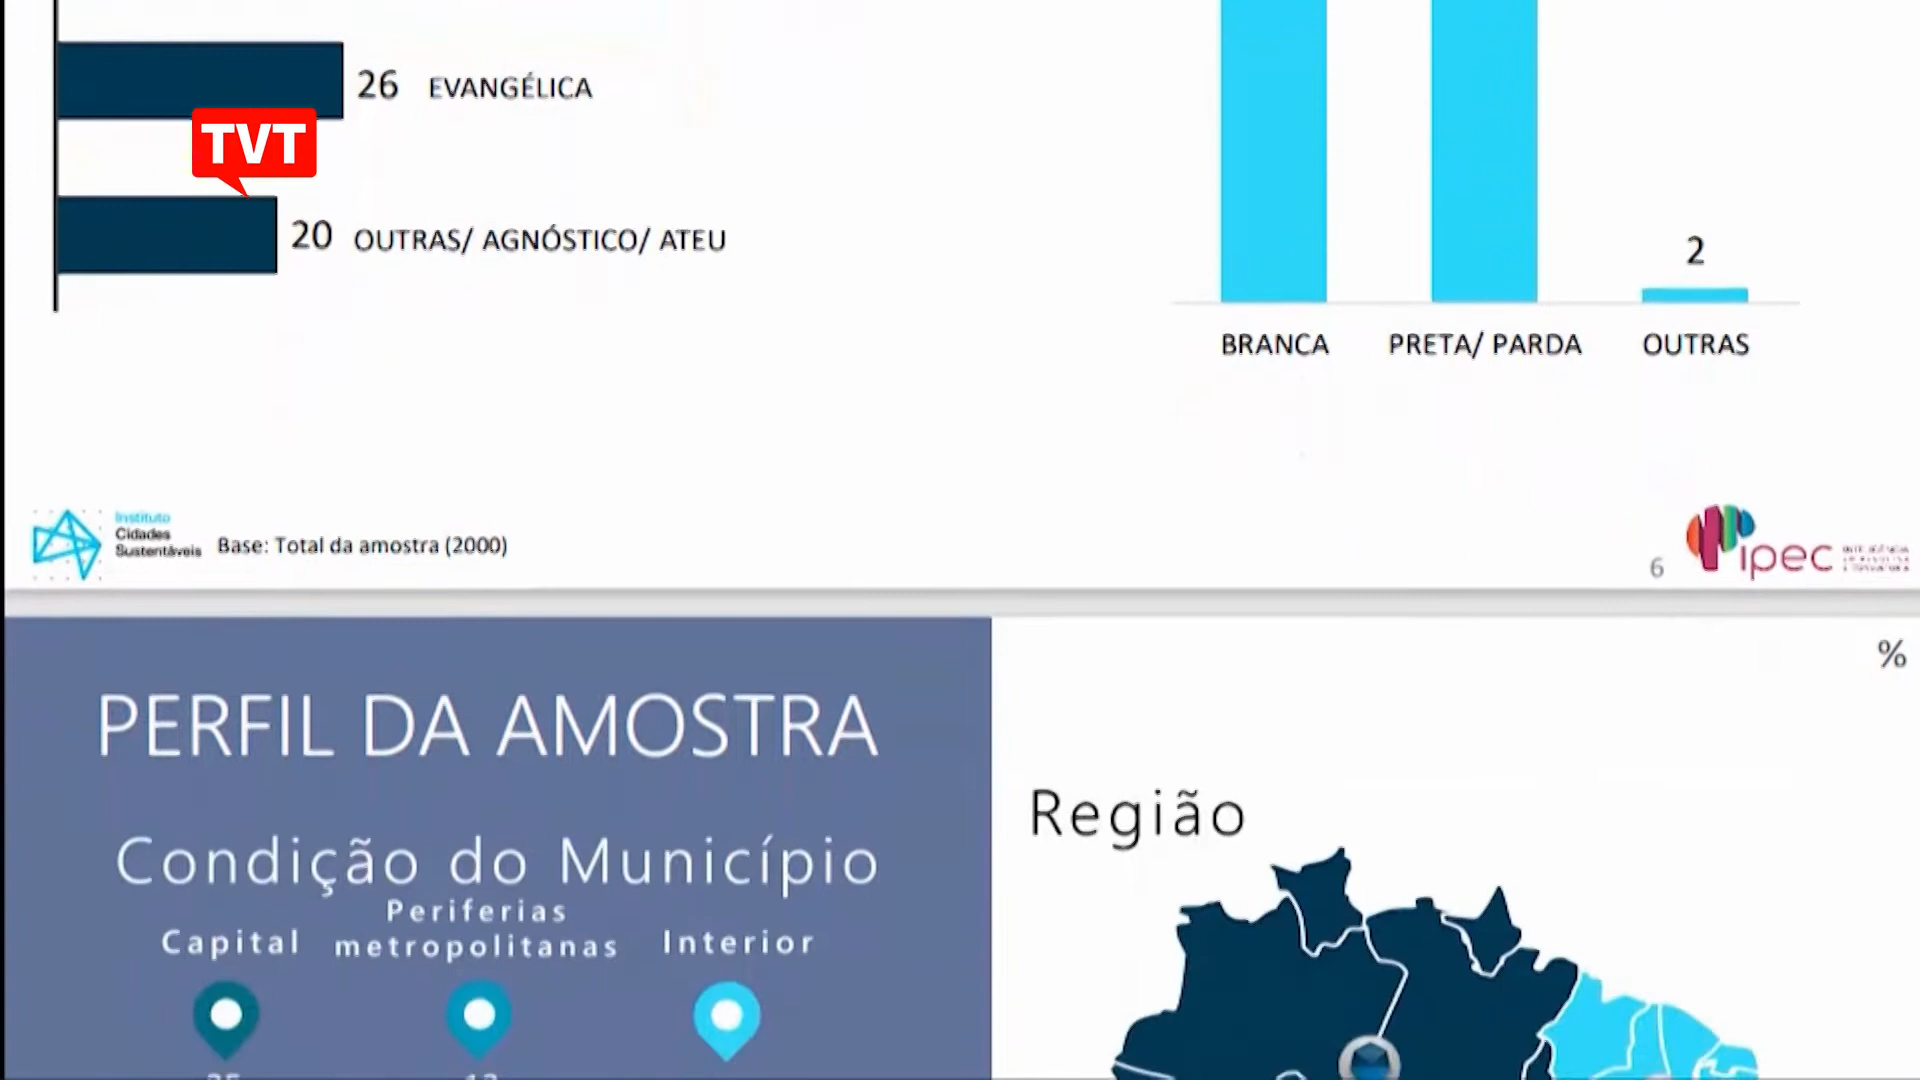 26 EVANGÉLICA
TVT
20 OUTRAS/ AGNÓSTICO/ ATEU
2
BRANCA PRETA/ PARDA OUTRAS
Instituto
Cidades
Sustentáveis
Base: Total da amostra (2000)
6
ipec
%
PERFIL DA AMOSTRA
Região
Condição do Município
Capital
Periferias
metropolitanas
Interior